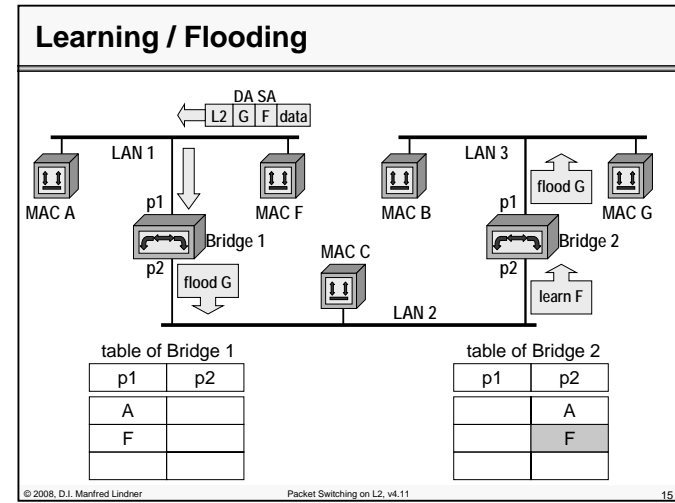 Learning / Flooding
DA SA
L2 G F data
LAN 1
LAN 3
MAC A
p1
MAC F
MAC B
p1
flood G
MAC G
Bridge 1
Bridge 2
p2
flood G
MAC C
p2
learn F
LAN 2
table of Bridge 1
p1 p2
A
F
table of Bridge 2
p1 p2
A
F
© 2008, D.I. Manfred Lindner
Packet Switching on L2, v4.11
15